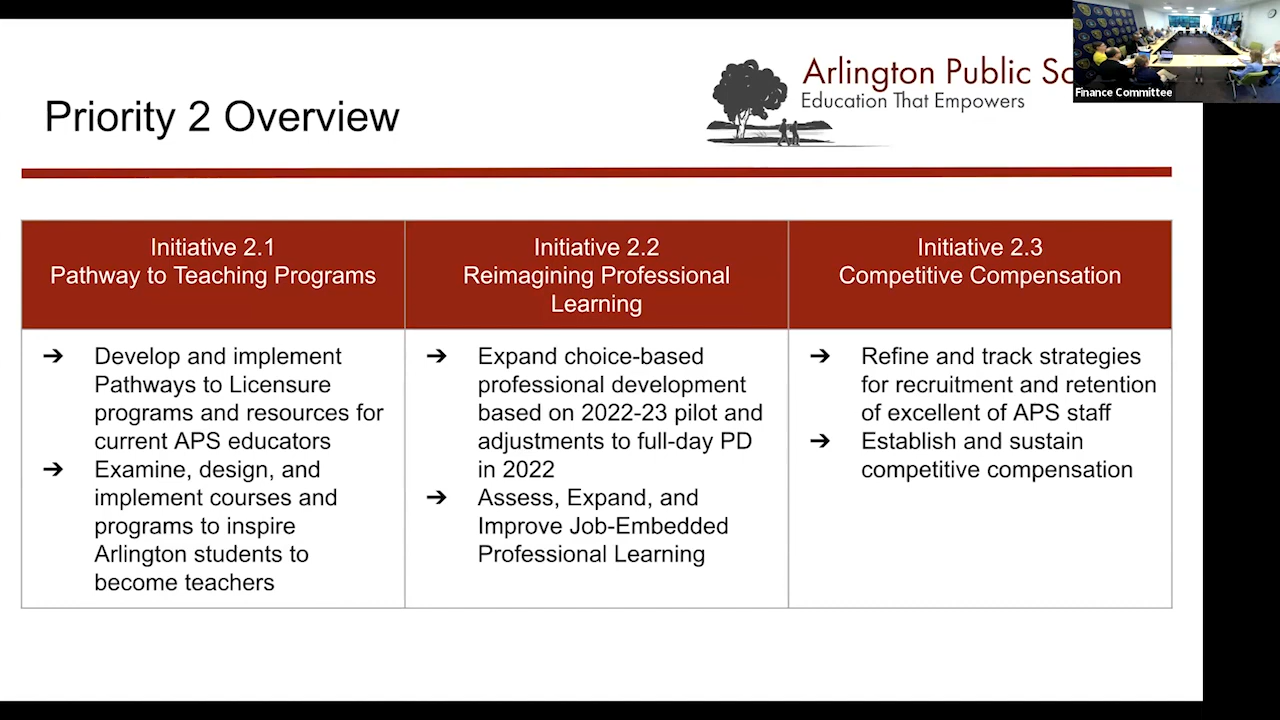 Priority 2 Overview
Arlington Public Sc
Education That Empowers
Finance Committee
Initiative 2.1
Pathway to Teaching Programs
Initiative 2.2
Reimagining Professional
Learning
Initiative 2.3
Competitive Compensation
➔ Develop and implement
Pathways to Licensure
programs and resources for
current APS educators
➔ Examine, design, and
implement courses and
programs to inspire
Arlington students to
become teachers
➔ Expand choice-based
professional development
based on 2022-23 pilot and
adjustments to full-day PD
in 2022
➔ Assess, Expand, and
Improve Job-Embedded
Professional Learning
➔ Refine and track strategies
for recruitment and retention
of excellent of APS staff
➔ Establish and sustain
competitive compensation